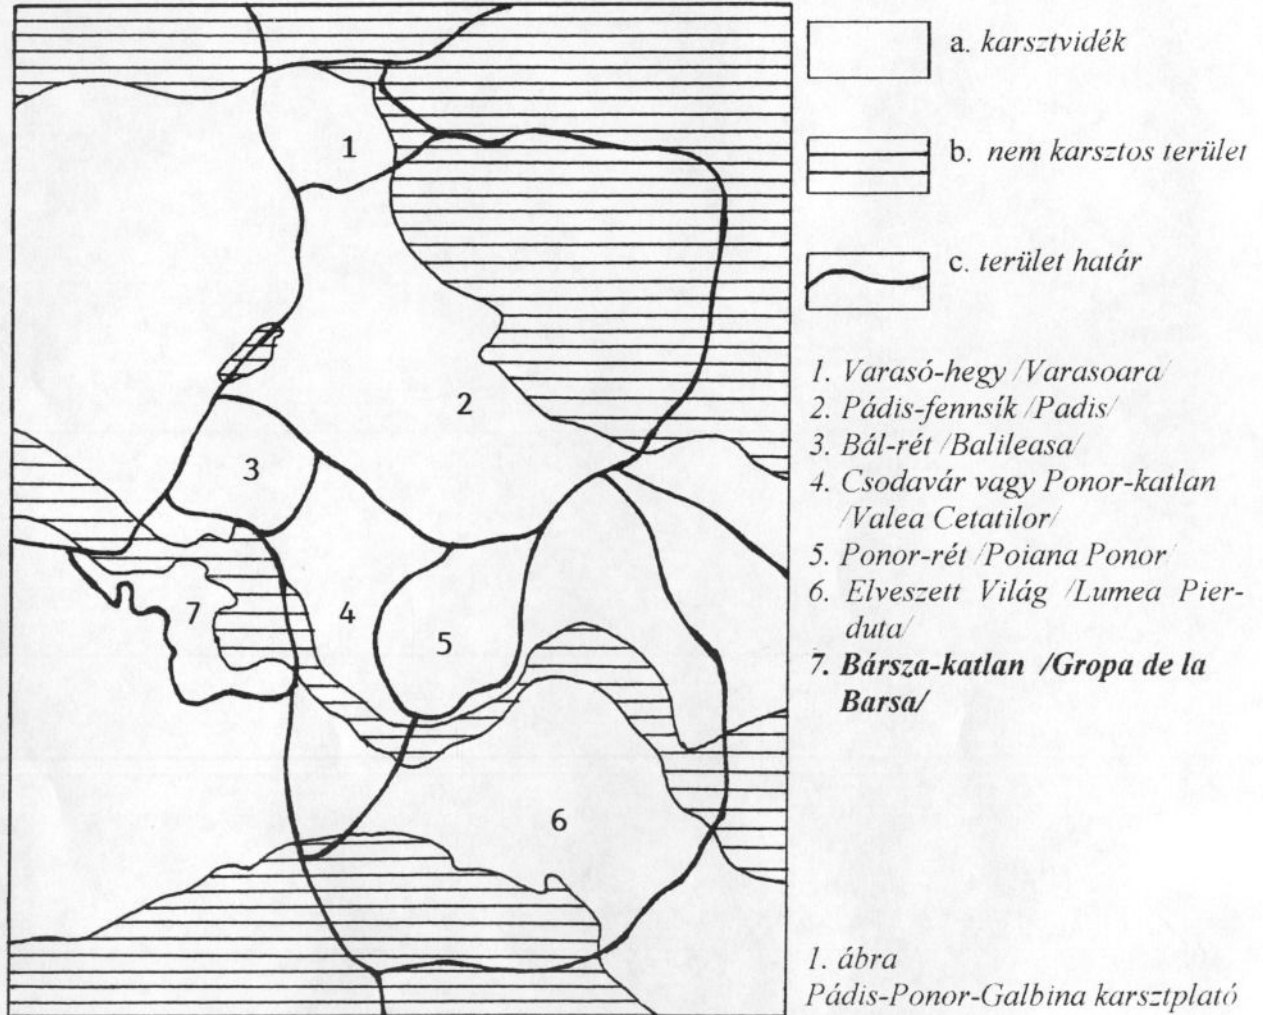 a. karsztvidék
b. nem karsztos terület
c. terület határ
1
2
3
4
5
6
7
1. Varasó-hegy /Varasoara/
2. Pádis-fennsík /Padis/
3. Bál-rét /Balileasa/
4. Csodavár vagy Ponor-katlan
/Valea Cetatilor/
5. Ponor-rét /Poiana Ponor/
6. Elveszett Világ /Lumea Pier-
duta/
7. Bársza-katlan /Gropa de la
Barsa/
1. ábra
Pádis-Ponor-Galbina karsztplató